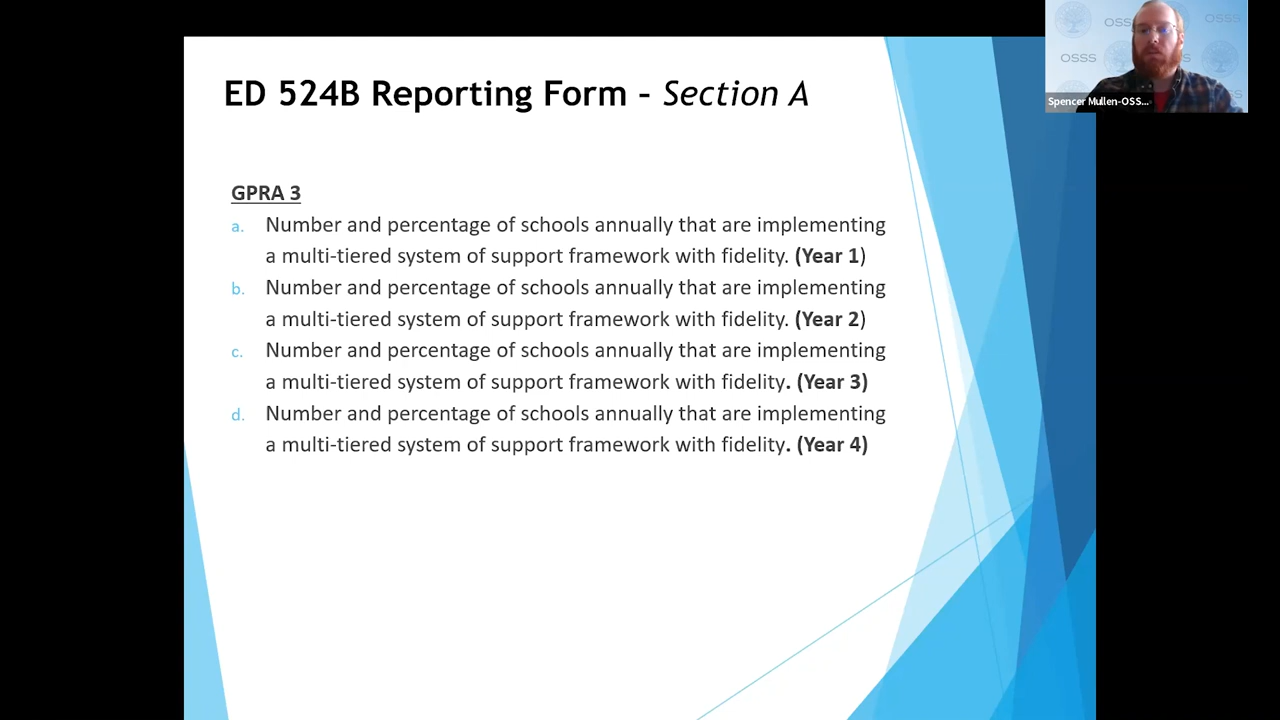 ED 524B Reporting Form – Section A
GPRA 3
a. Number and percentage of schools annually that are implementing
a multi-tiered system of support framework with fidelity. (Year 1)
b. Number and percentage of schools annually that are implementing
a multi-tiered system of support framework with fidelity. (Year 2)
c. Number and percentage of schools annually that are implementing
a multi-tiered system of support framework with fidelity. (Year 3)
d. Number and percentage of schools annually that are implementing
a multi-tiered system of support framework with fidelity. (Year 4)
OSSS
OSSS
Spencer Mullen-OSS...